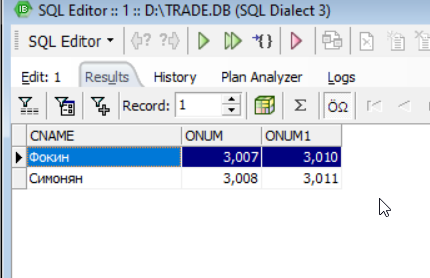 SQL Editor :: 1 :: D:\TRADE.DB (SQL Dialect 3)
SQL Editor
Edit: 1 Results History Plan Analyzer Logs
Record: 1 Σ ÖΩ
CNAME ONUM ONUM1
Фокин 3,007 3,010
Симонян 3,008 3,011